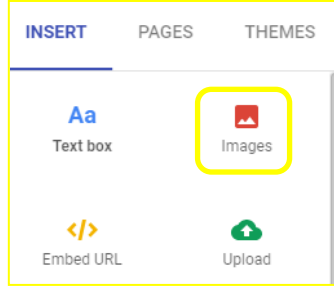 INSERT PAGES THEMES
Aa
Text box Images
</>
Embed URL Upload